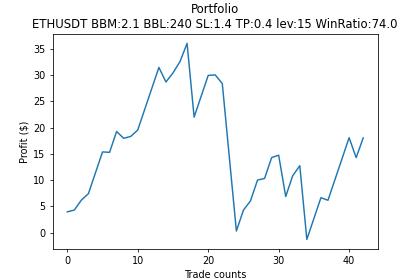 Portfolio
ETHUSDT BBM:2.1 BBL:240 SL:1.4 TP:0.4 lev:15 WinRatio:74.0
35
30
25
20
15
10
5
0
Profit ($)
0 10 20 30 40
Trade counts